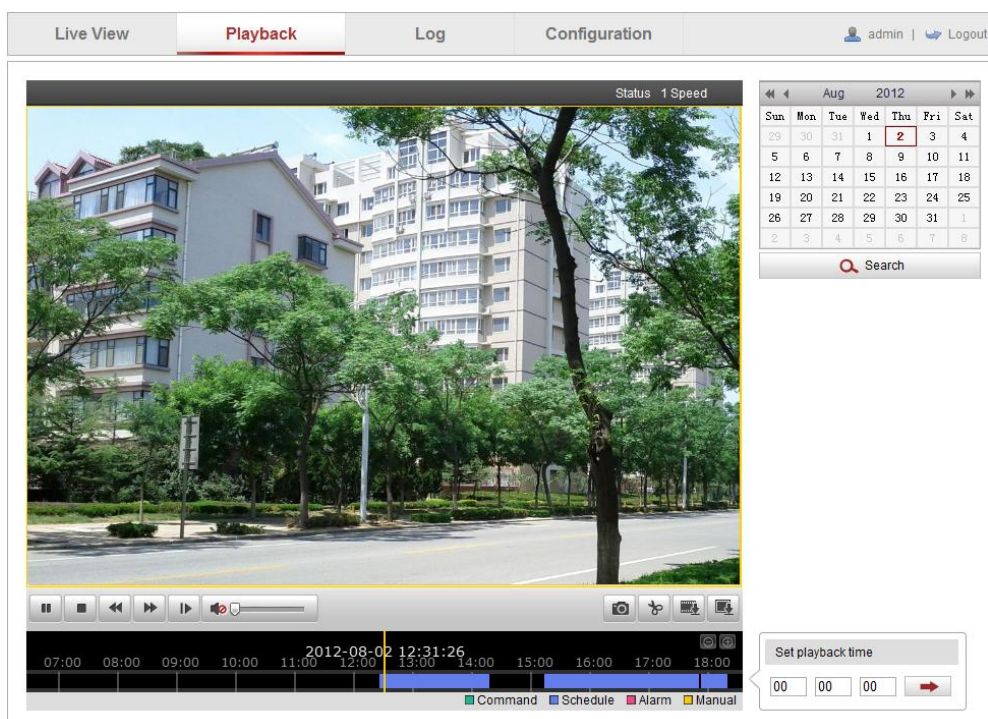 Live View Playback Log Configuration admin | Logout
Status 1 Speed
Aug 2012
Sun Mon Tue Wed Thu Fri Sat
29 30 31 1 2 3 4
5 6 7 8 9 10 11
12 13 14 15 16 17 18
19 20 21 22 23 24 25
26 27 28 29 30 31 1
2 3 4 5 6 7 8
Search
2012-08-02 12:31:26
07:00 08:00 09:00 10:00 11:00 12:00 13:00 14:00 15:00 16:00 17:00 18:00
Command Schedule Alarm Manual
Set playback time
00 00 00